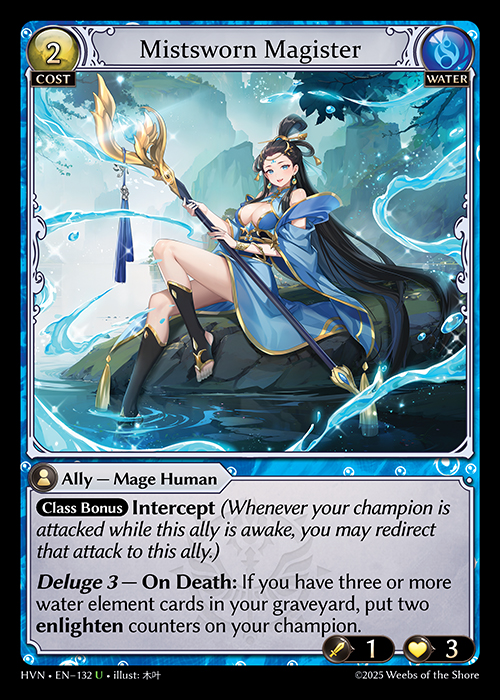 2
COST
Mistsworn Magister
WATER
Ally — Mage Human
Class Bonus Intercept (Whenever your champion is
attacked while this ally is awake, you may redirect
that attack to this ally.)
Deluge 3 — On Death: If you have three or more
water element cards in your graveyard, put two
enlighten counters on your champion.
1
3
HVN • EN-132 U • illust: 木叶
©2025 Weebs of the Shore